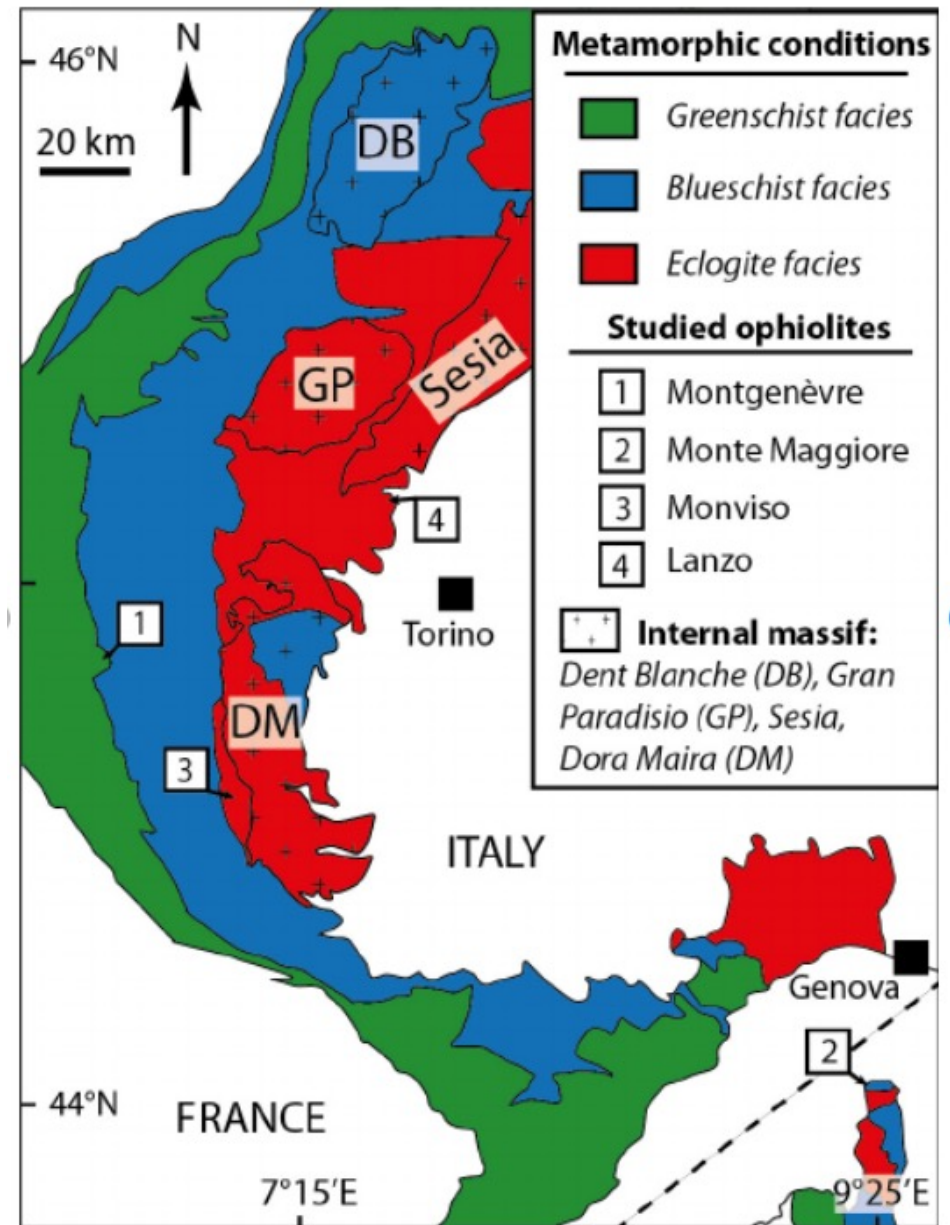 46°N
N
20 km
DB
GP
Sesia
4
Torino
1
DM
3
ITALY
Genova
2
44°N
FRANCE
7°15'E
9°25'E
Metamorphic conditions
Greenschist facies
Blueschist facies
Eclogite facies
Studied ophiolites
1 Montgenèvre
2 Monte Maggiore
3 Monviso
4 Lanzo
Internal massif:
Dent Blanche (DB), Gran
Paradisio (GP), Sesia,
Dora Maira (DM)